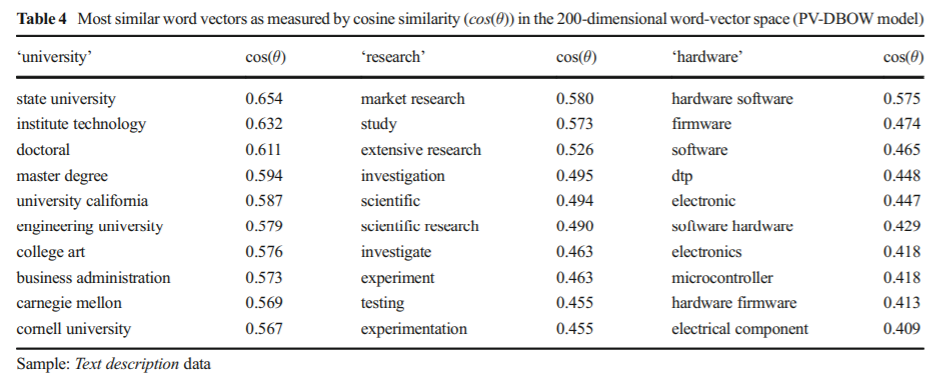 Table 4 Most similar word vectors as measured by cosine similarity (cos(θ)) in the 200-dimensional word-vector space (PV-DBOW model)
‘university’ cos(θ) ‘research’ cos(θ) ‘hardware’ cos(θ)
state university 0.654 market research 0.580 hardware software 0.575
institute technology 0.632 study 0.573 firmware 0.474
doctoral 0.611 extensive research 0.526 software 0.465
master degree 0.594 investigation 0.495 dtp 0.448
university california 0.587 scientific 0.494 electronic 0.447
engineering university 0.579 scientific research 0.490 software hardware 0.429
college art 0.576 investigate 0.463 electronics 0.418
business administration 0.573 experiment 0.463 microcontroller 0.418
carnegie mellon 0.569 testing 0.455 hardware firmware 0.413
cornell university 0.567 experimentation 0.455 electrical component 0.409
Sample: Text description data